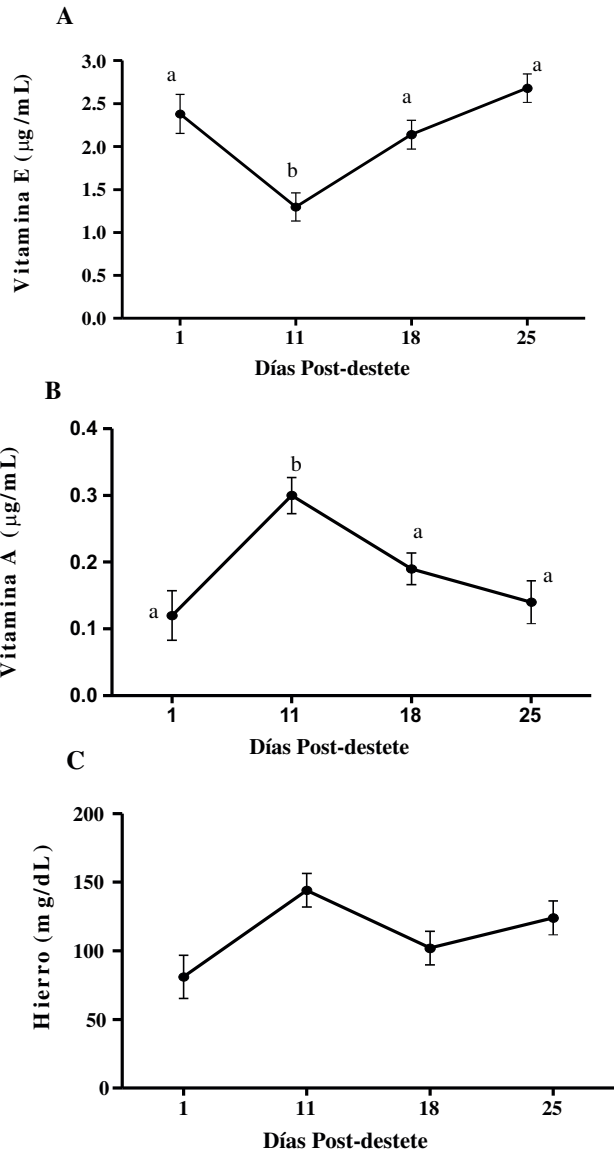 A
Vitamina E (µg/mL)
3.0
2.5
2.0
1.5
1.0
0.5
0.0
a
b
a
a
1 11 18 25
Días Post-destete
B
Vitamina A (µg/mL)
0.4
0.3
0.2
0.1
0.0
a
b
a
a
1 11 18 25
Días Post-destete
C
Hierro (mg/dL)
200
150
100
50
0
1 11 18 25
Días Post-destete